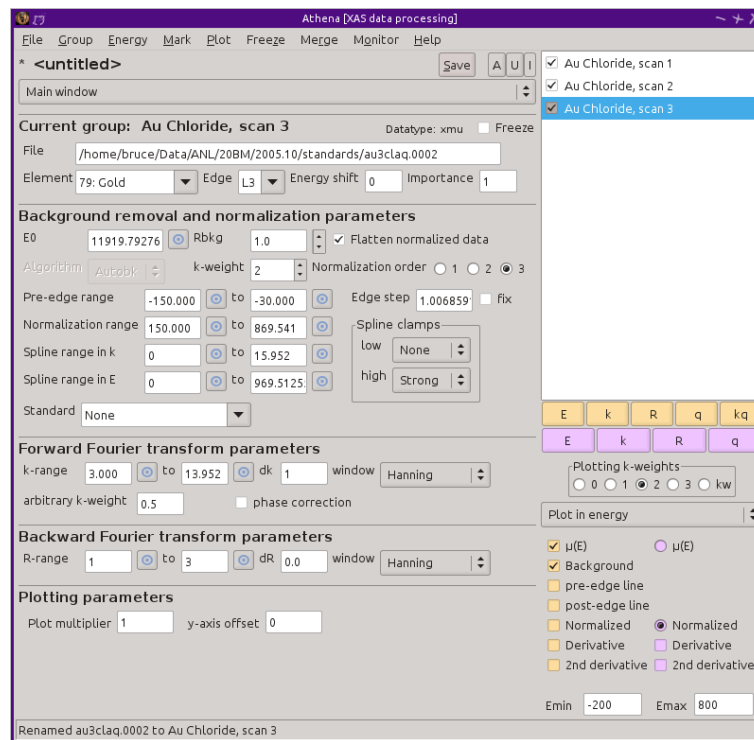 Athena [XAS data processing]
File Group Energy Mark Plot Freeze Merge Monitor Help
* <untitled> Save A U I
Main window
Current group: Au Chloride, scan 3 Datatype: xmu Freeze
File /home/bruce/Data/ANL/20BM/2005.10/standards/au3claq.0002
Element 79: Gold Edge L3 Energy shift 0 Importance 1
Background removal and normalization parameters
E0 11919.79276 Rbkg 1.0 Flatten normalized data
Algorithm Autobk k-weight 2 Normalization order 1 2 3
Pre-edge range -150.000 to -30.000 Edge step 1.006859 fix
Normalization range 150.000 to 869.541 Spline clamps
Spline range in k 0 to 15.952 low None
Spline range in E 0 to 969.5125 high Strong
Standard None
Forward Fourier transform parameters
k-range 3.000 to 13.952 dk 1 window Hanning
arbitrary k-weight 0.5 phase correction
Backward Fourier transform parameters
R-range 1 to 3 dR 0.0 window Hanning
Plotting parameters
Plot multiplier 1 y-axis offset 0
Renamed au3claq.0002 to Au Chloride, scan 3
Au Chloride, scan 1
Au Chloride, scan 2
Au Chloride, scan 3
E k R q kq
E k R q
Plotting k-weights
0 1 2 3 kw
Plot in energy
μ(E) μ(E)
Background
pre-edge line
post-edge line
Normalized Normalized
Derivative Derivative
2nd derivative 2nd derivative
Emin -200 Emax 800